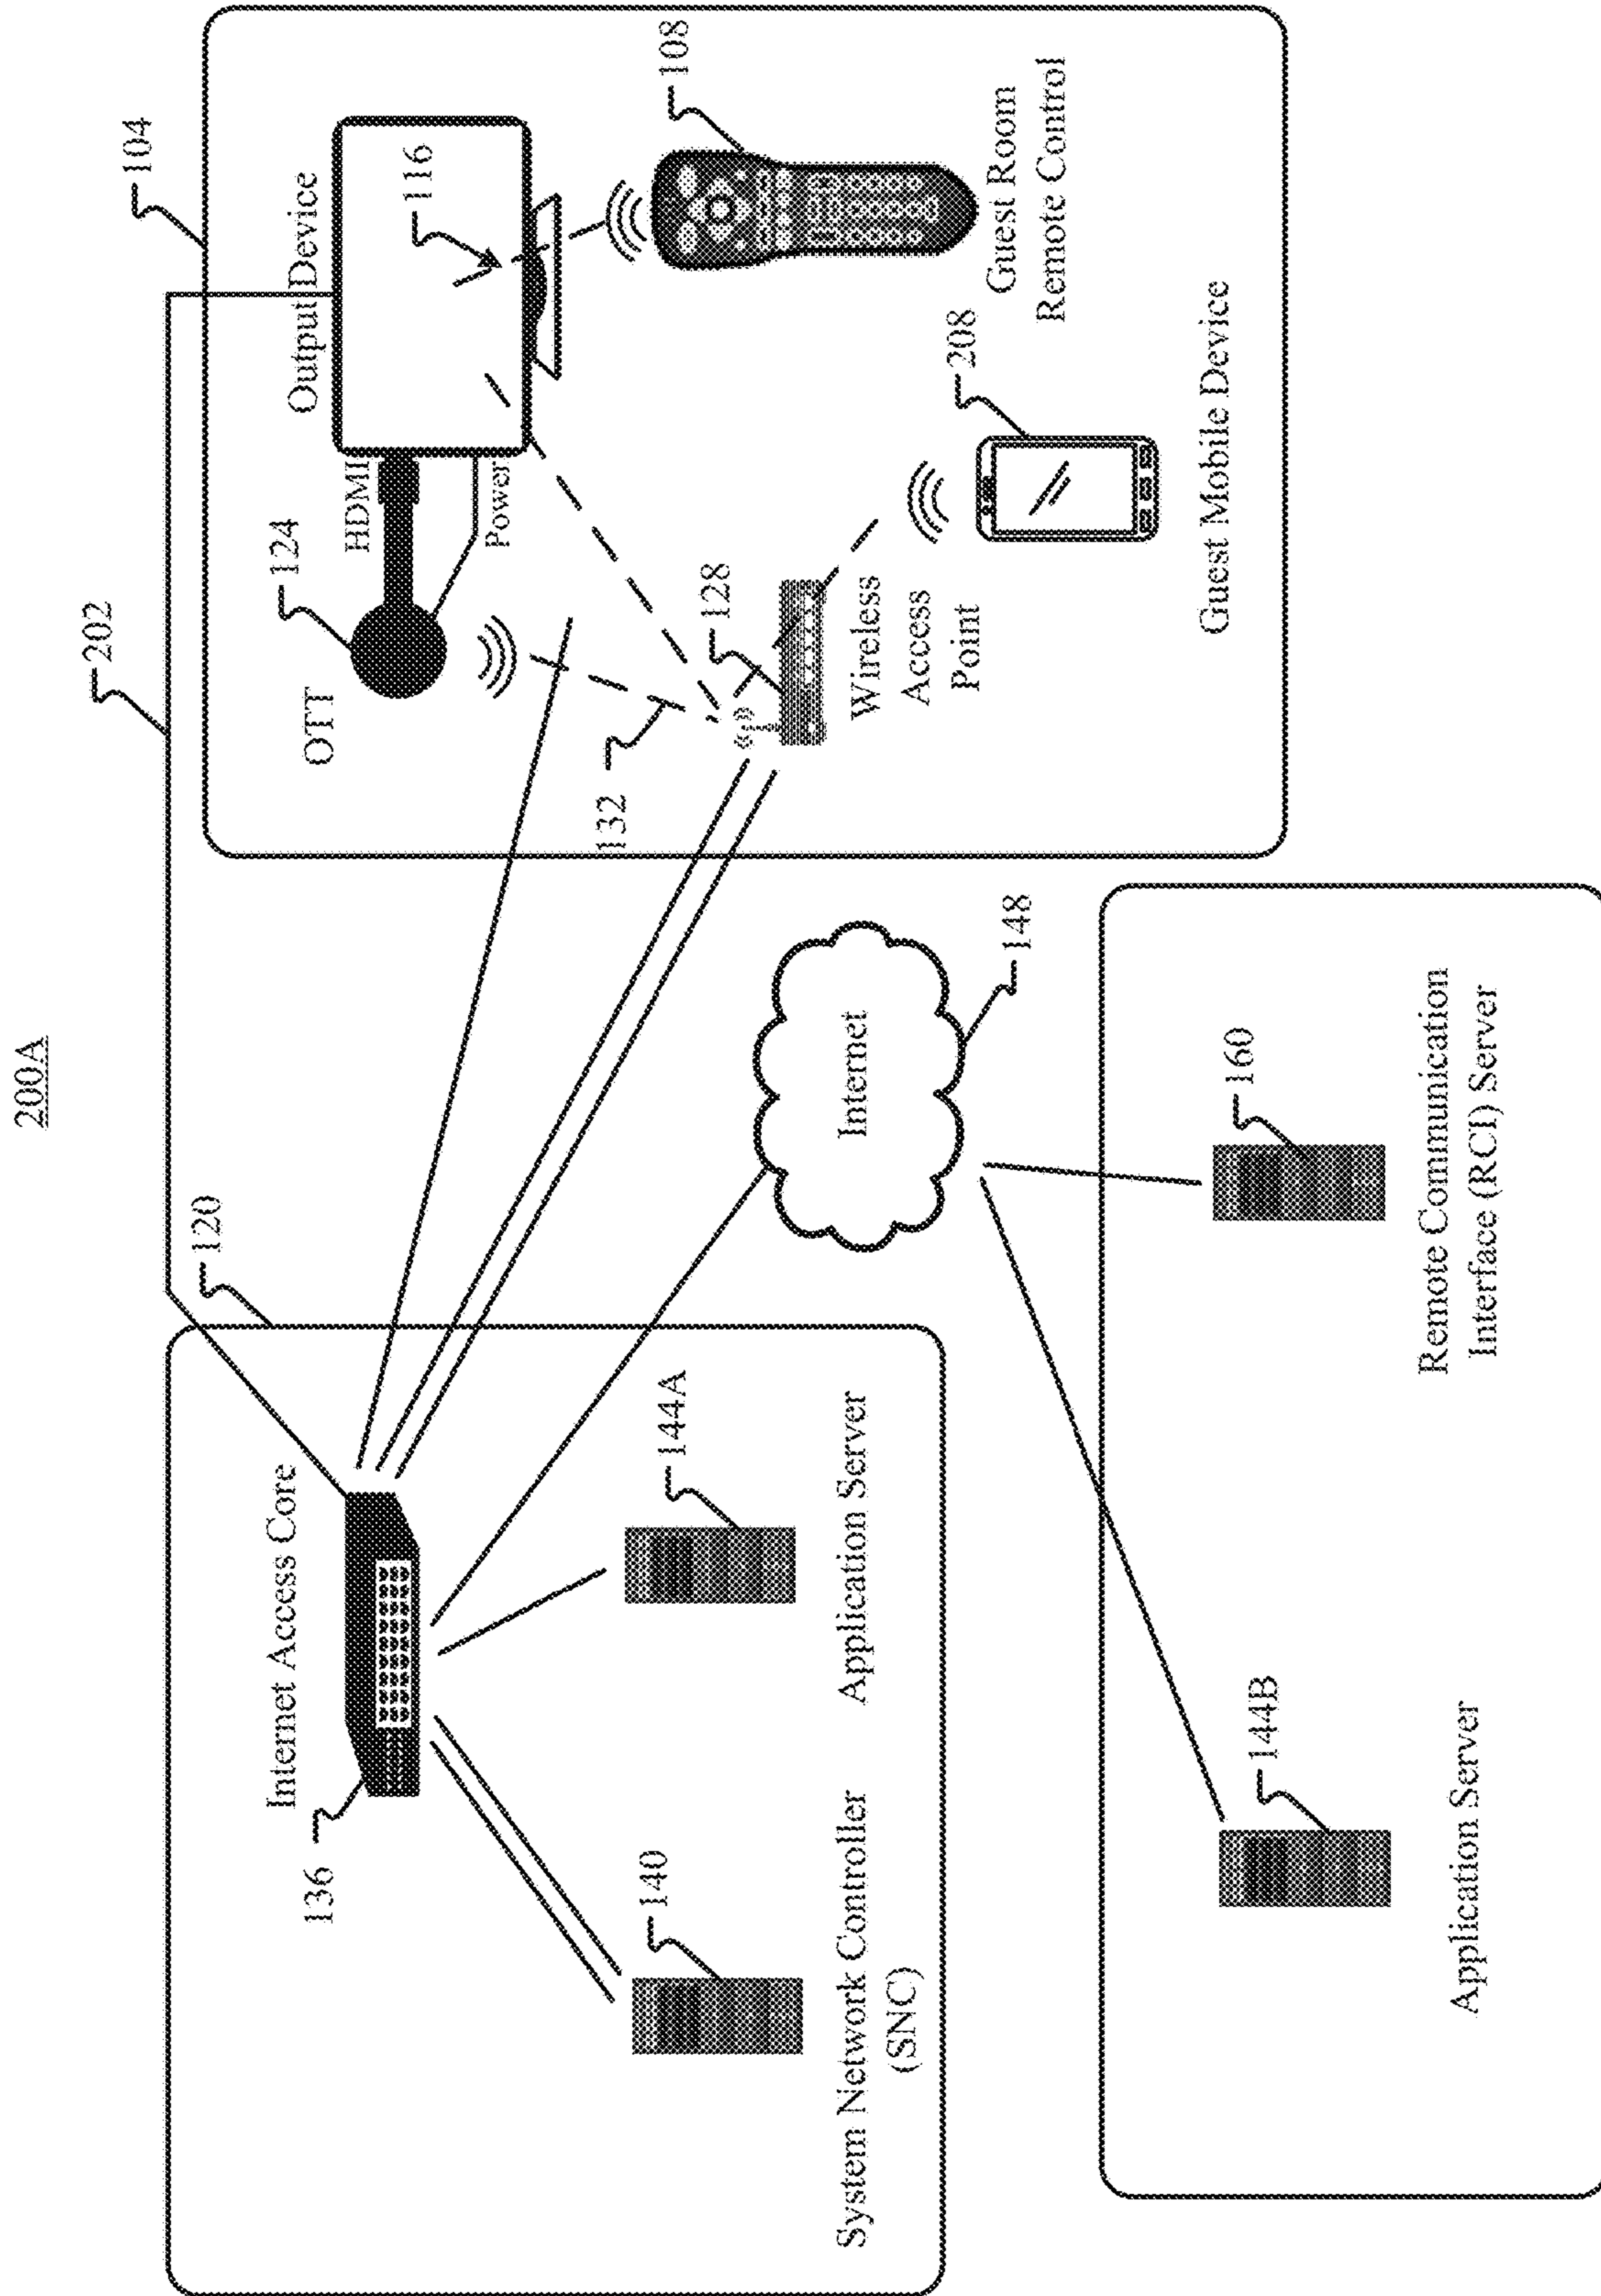 200A
202
104
120
Internet Access Core
136
140
System Network Controller
(SNC)
144A
Application Server
OTT
124
HDMI
Power
Output Device
116
108
Guest Room
Remote Control
132
128
Wireless
Access
Point
208
Guest Mobile Device
Internet
148
144B
Application Server
160
Remote Communication
Interface (RCI) Server